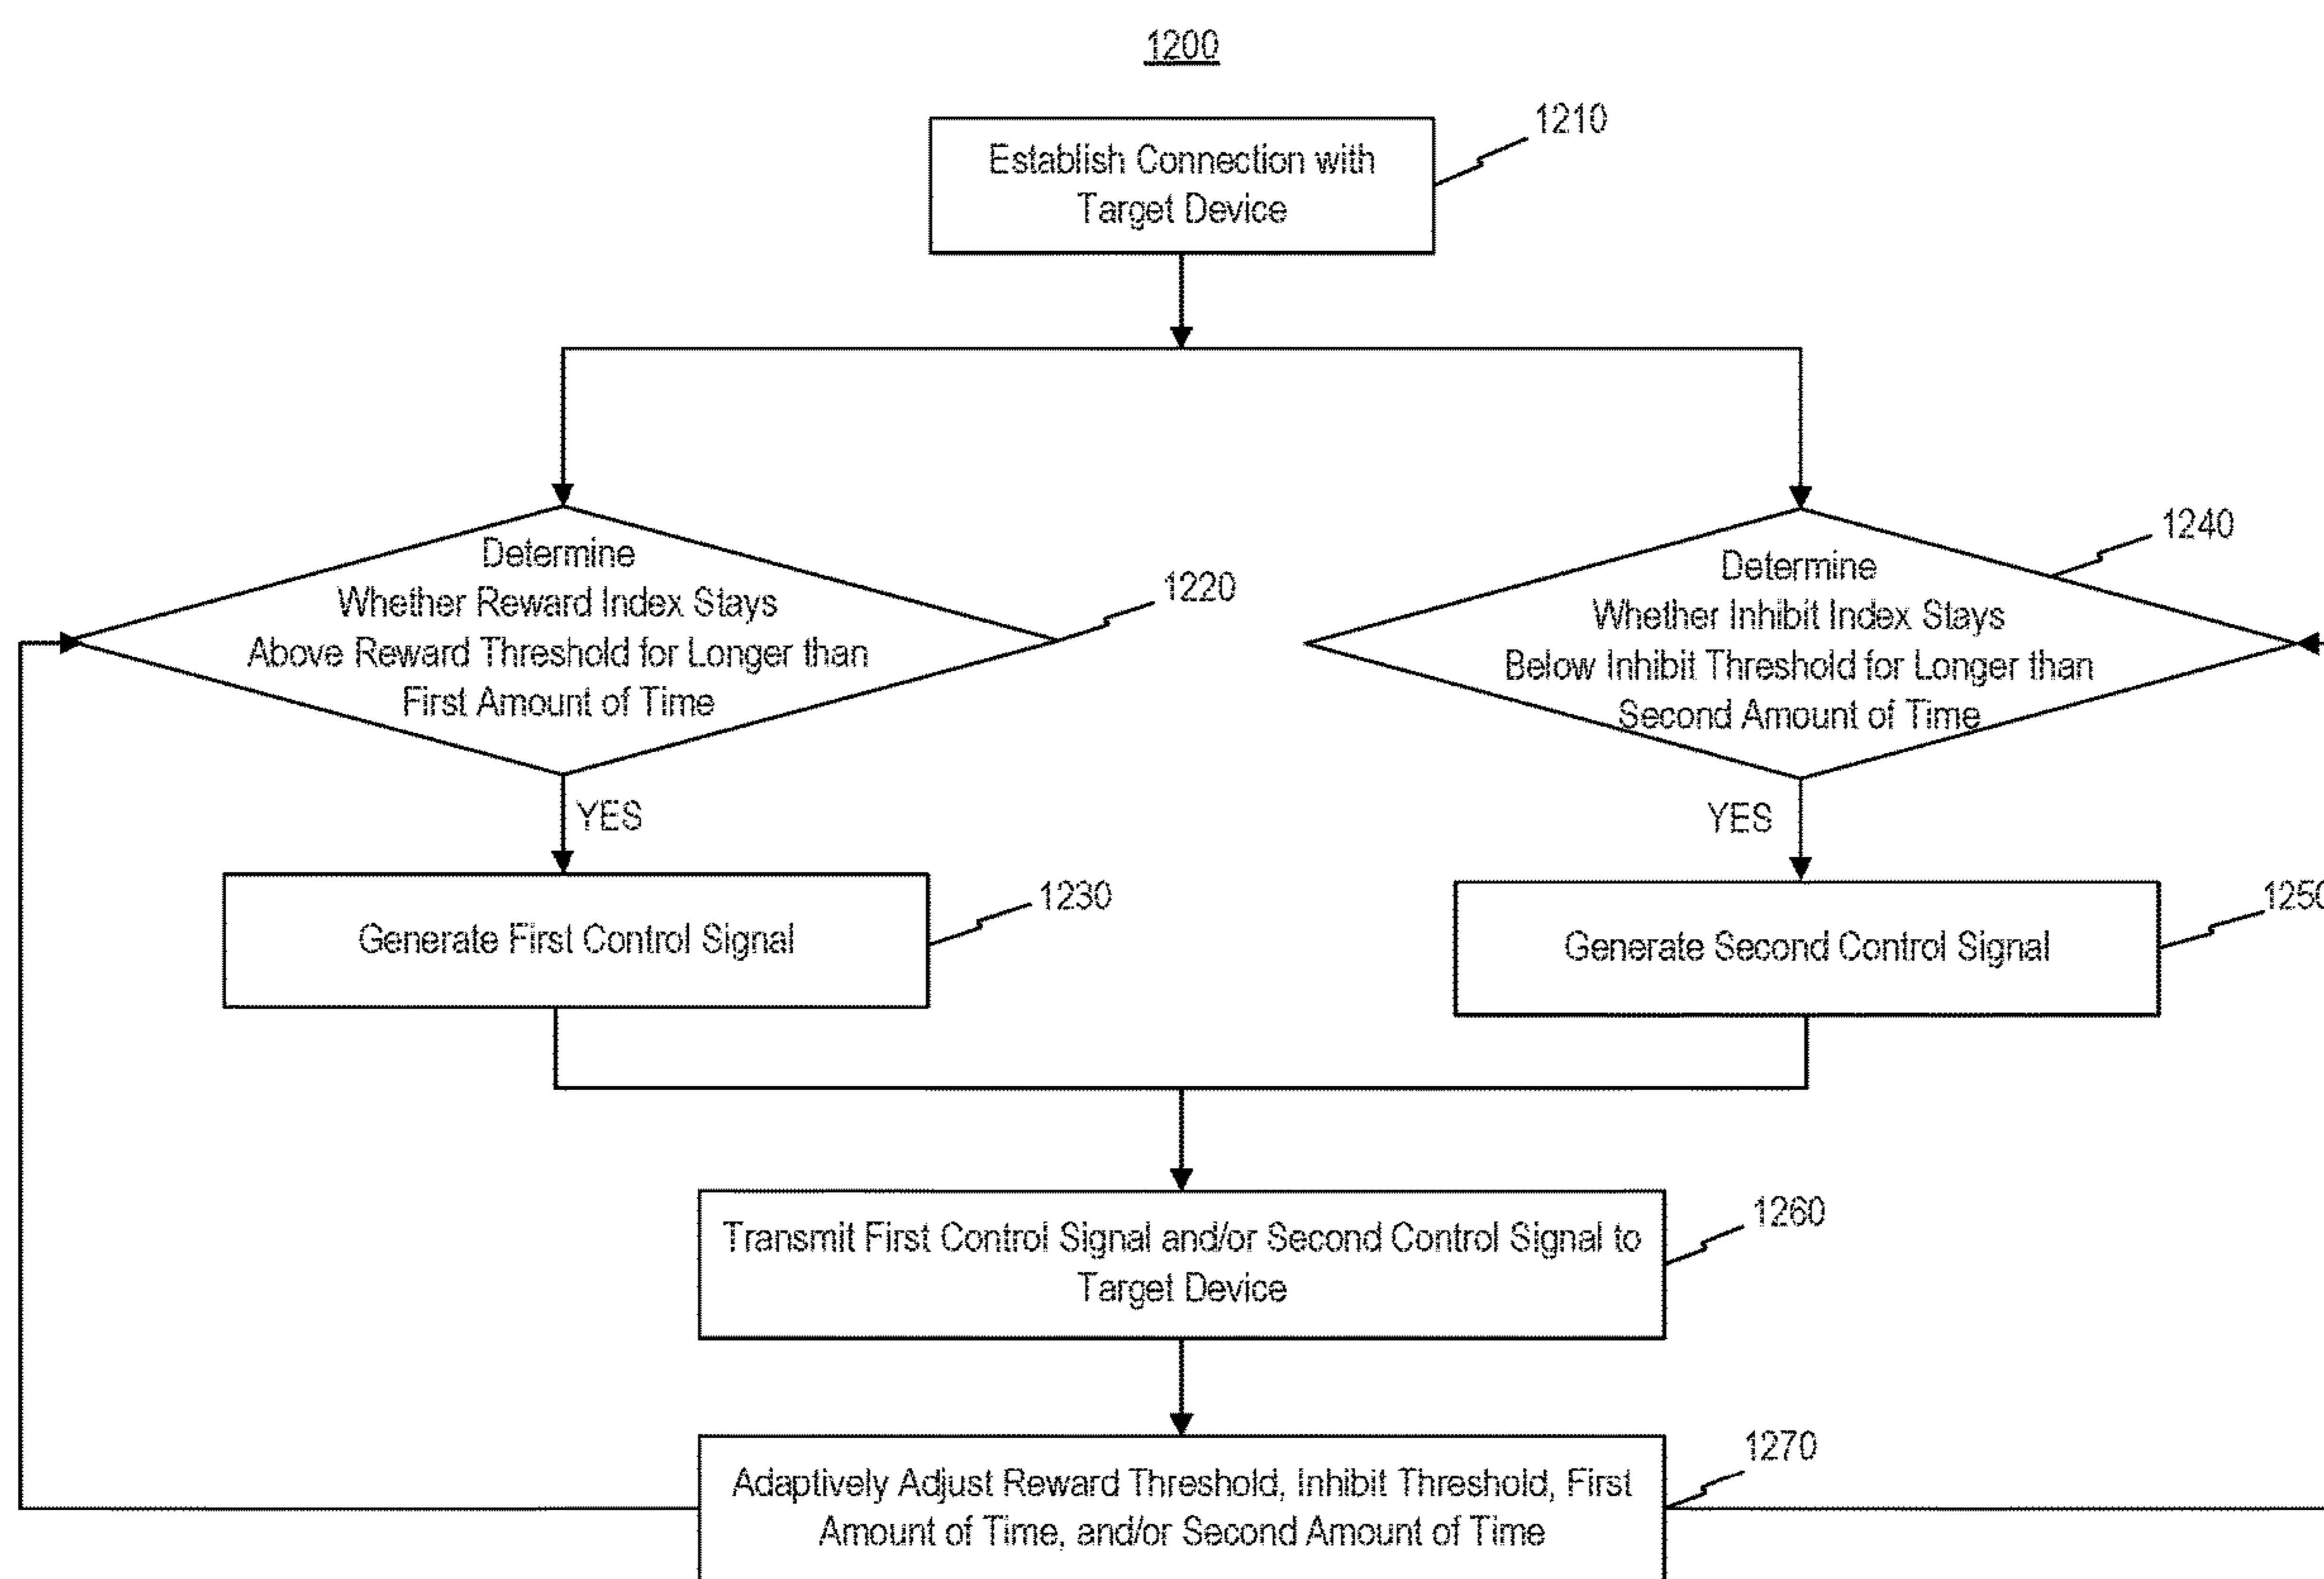 1200
1210
Establish Connection with
Target Device
Determine
Whether Reward Index Stays
Above Reward Threshold for Longer than
First Amount of Time
1220
1240
Determine
Whether Inhibit Index Stays
Below Inhibit Threshold for Longer than
Second Amount of Time
YES
YES
Generate First Control Signal
1230
Generate Second Control Signal
1250
Transmit First Control Signal and/or Second Control Signal to
Target Device
1260
Adaptively Adjust Reward Threshold, Inhibit Threshold, First
Amount of Time, and/or Second Amount of Time
1270